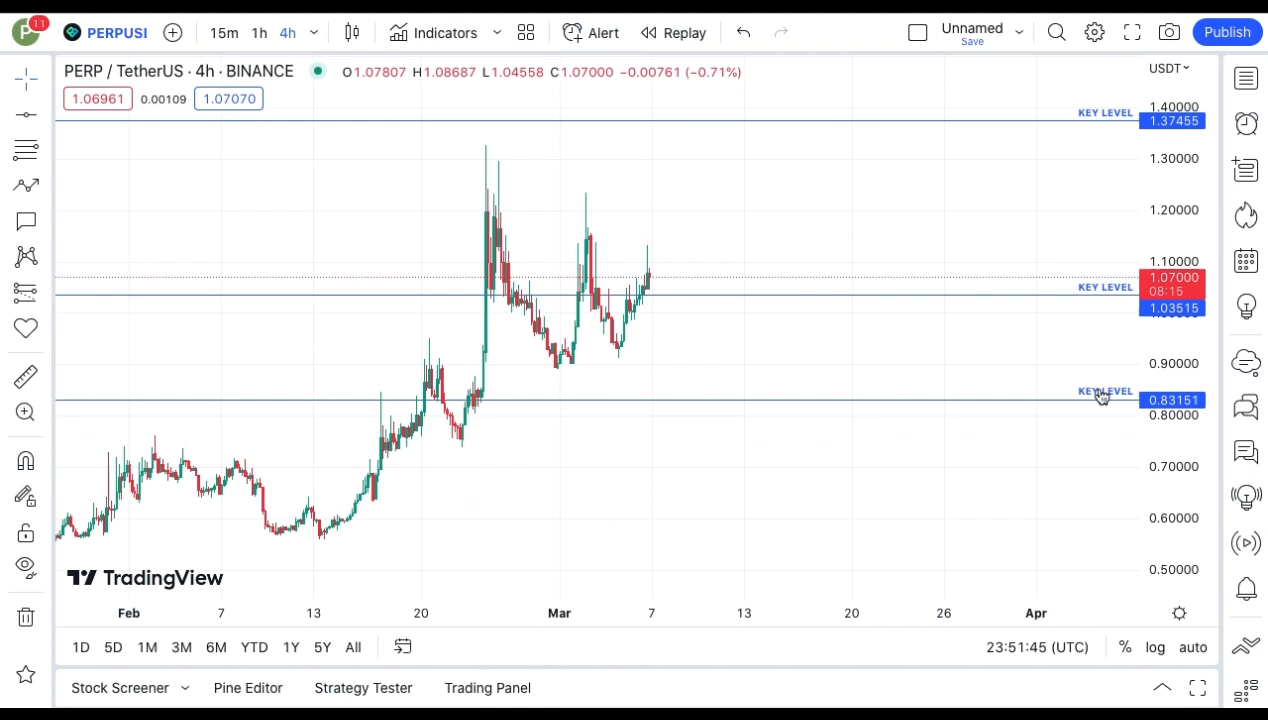 P 11 PERPUSI 15m 1h 4h Indicators Alert Replay Unnamed Save Publish
PERP / TetherUS · 4h · BINANCE O1.07807 H1.08687 L1.04558 C1.07000 −0.00761 (−0.71%)
USDT
1.06961 0.00109 1.07070
1.40000
KEY LEVEL 1.37455
1.30000
1.20000
1.10000
1.07000
KEY LEVEL 08:15
1.03515
0.90000
KEY LEVEL 0.83151
0.80000
0.70000
0.60000
0.50000
TradingView
Feb 7 13 20 Mar 7 13 20 26 Apr
1D 5D 1M 3M 6M YTD 1Y 5Y All 23:51:45 (UTC) % log auto
Stock Screener Pine Editor Strategy Tester Trading Panel